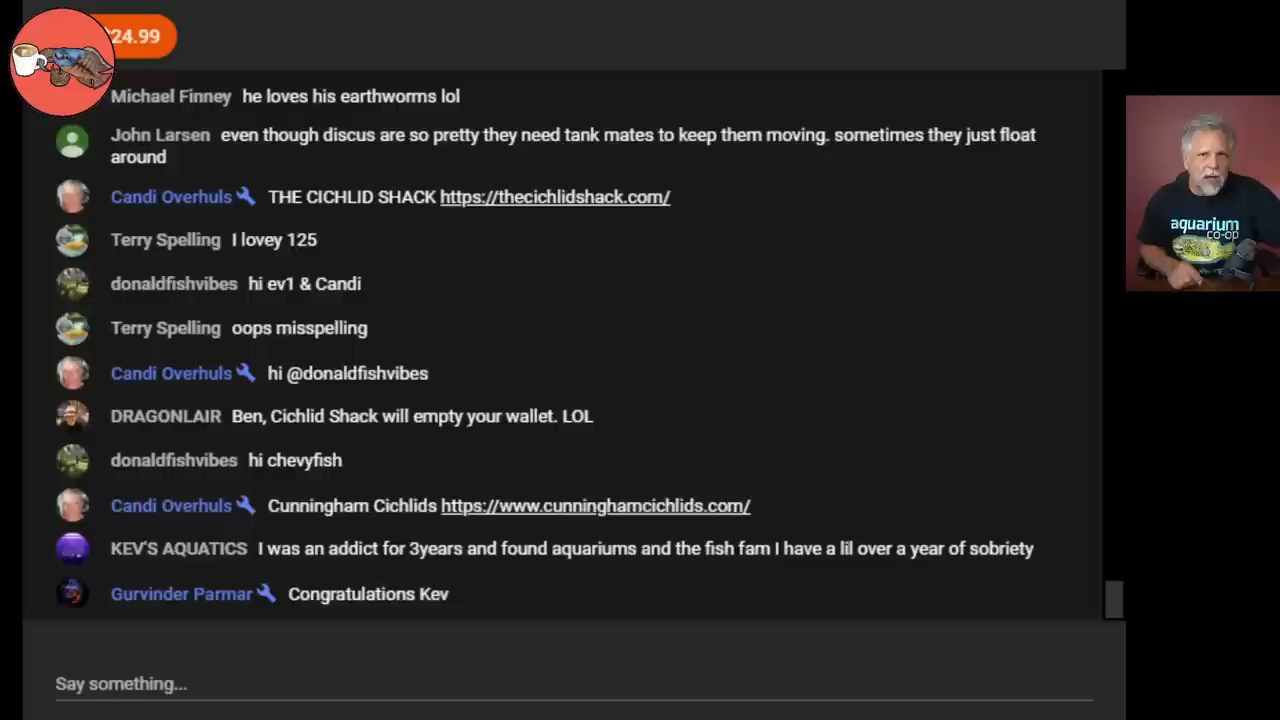 24.99
Michael Finney he loves his earthworms lol
John Larsen even though discus are so pretty they need tank mates to keep them moving. sometimes they just float
around
Candi Overhuls THE CICHLID SHACK https://thecichlidshack.com/
Terry Spelling I lovey 125
donaldfishvibes hi ev1 & Candi
Terry Spelling oops misspelling
Candi Overhuls hi @donaldfishvibes
DRAGONLAIR Ben, Cichlid Shack will empty your wallet. LOL
donaldfishvibes hi chevyfish
Candi Overhuls Cunningham Cichlids https://www.cunninghamcichlids.com/
KEV'S AQUATICS I was an addict for 3years and found aquariums and the fish fam I have a lil over a year of sobriety
Gurvinder Parmar Congratulations Kev
Say something...
aquarium
co-op